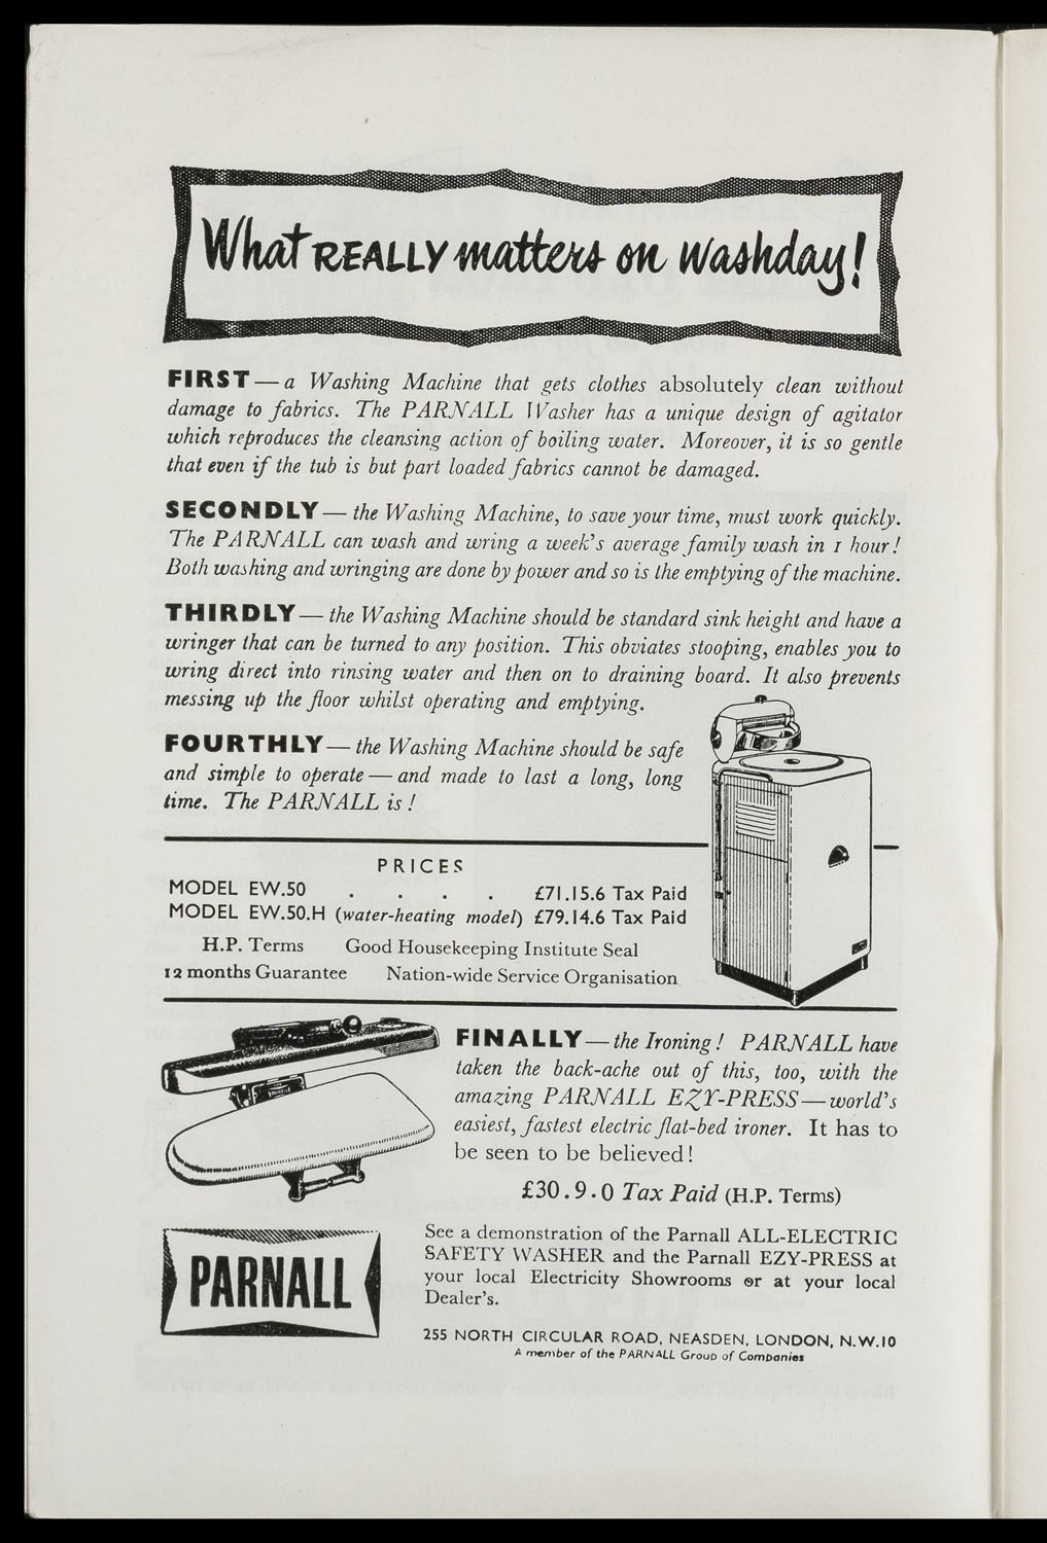 What REALLY matters on washday!
FIRST — a Washing Machine that gets clothes absolutely clean without
damage to fabrics. The PARNALL Washer has a unique design of agitator
which reproduces the cleansing action of boiling water. Moreover, it is so gentle
that even if the tub is but part loaded fabrics cannot be damaged.
SECONDLY — the Washing Machine, to save your time, must work quickly.
The PARNALL can wash and wring a week's average family wash in 1 hour!
Both washing and wringing are done by power and so is the emptying of the machine.
THIRDLY — the Washing Machine should be standard sink height and have a
wringer that can be turned to any position. This obviates stooping, enables you to
wring direct into rinsing water and then on to draining board. It also prevents
messing up the floor whilst operating and emptying.
FOURTHLY — the Washing Machine should be safe
and simple to operate — and made to last a long, long
time. The PARNALL is!
PRICES
MODEL EW.50 . . . . £71.15.6 Tax Paid
MODEL EW.50.H (water-heating model) £79.14.6 Tax Paid
H.P. Terms Good Housekeeping Institute Seal
12 months Guarantee Nation-wide Service Organisation
FINALLY — the Ironing! PARNALL have
taken the back-ache out of this, too, with the
amazing PARNALL EZY-PRESS — world's
easiest, fastest electric flat-bed ironer. It has to
be seen to be believed!
£30.9.0 Tax Paid (H.P. Terms)
PARNALL
See a demonstration of the Parnall ALL-ELECTRIC
SAFETY WASHER and the Parnall EZY-PRESS at
your local Electricity Showrooms or at your local
Dealer's.
255 NORTH CIRCULAR ROAD, NEASDEN, LONDON, N.W.10
A member of the PARNALL Group of Companies